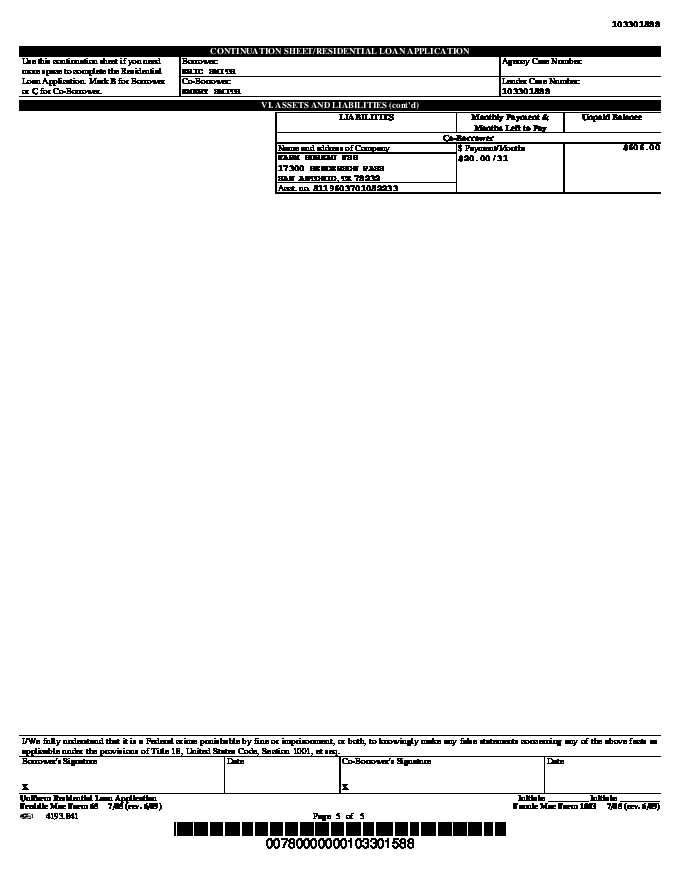 103301588
CONTINUATION SHEET/RESIDENTIAL LOAN APPLICATION
Use this continuation sheet if you need
more space to complete the Residential
Loan Application. Mark B for Borrower
or C for Co-Borrower.
Borrower:
ERIC SMITH
Co-Borrower:
EMERY SMITH
Agency Case Number:
Lender Case Number:
103301588
VI. ASSETS AND LIABILITIES (cont'd)
LIABILITIES
Monthly Payment &
Months Left to Pay
Unpaid Balance
Co-Borrower
Name and address of Company
17300 HENDERSON PASS
SAN ANTONIO, TX 78232
Acct. no. 8119603701082233
$ Payment/Months
$20.00/31
$606.00
I/We fully understand that it is a Federal crime punishable by fine or imprisonment, or both, to knowingly make any false statements concerning any of the above facts as
applicable under the provisions of Title 18, United States Code, Section 1001, et seq.
Borrower's Signature
Date
Co-Borrower's Signature
Date
X
X
Uniform Residential Loan Application
Freddie Mac Form 65 7/05 (rev. 6/09)
Initials: Initials:
Fannie Mae Form 1003 7/05 (rev. 6/09)
4193.841
Page 5 of 5
00780000000103301588